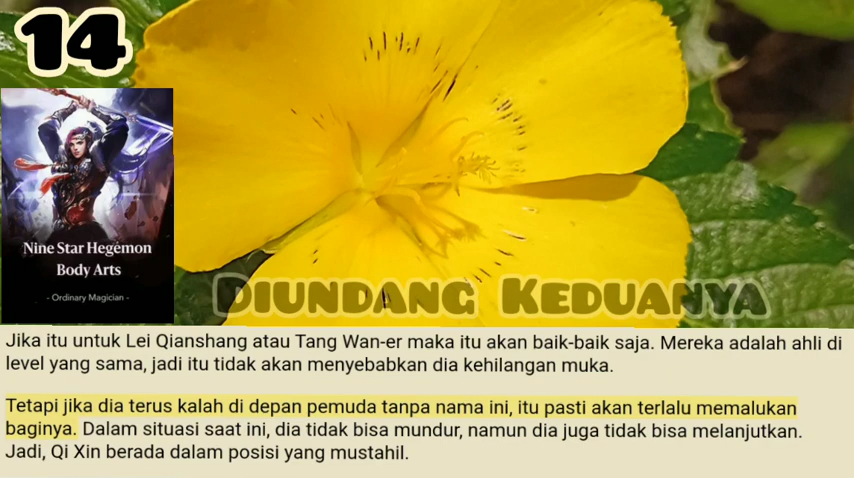 14
Nine Star Hegemon
Body Arts
- Ordinary Magician -
DIUNDANG KEDUANYA
Jika itu untuk Lei Qianshang atau Tang Wan-er maka itu akan baik-baik saja. Mereka adalah ahli di
level yang sama, jadi itu tidak akan menyebabkan dia kehilangan muka.
Tetapi jika dia terus kalah di depan pemuda tanpa nama ini, itu pasti akan terlalu memalukan
baginya. Dalam situasi saat ini, dia tidak bisa mundur, namun dia juga tidak bisa melanjutkan.
Jadi, Qi Xin berada dalam posisi yang mustahil.